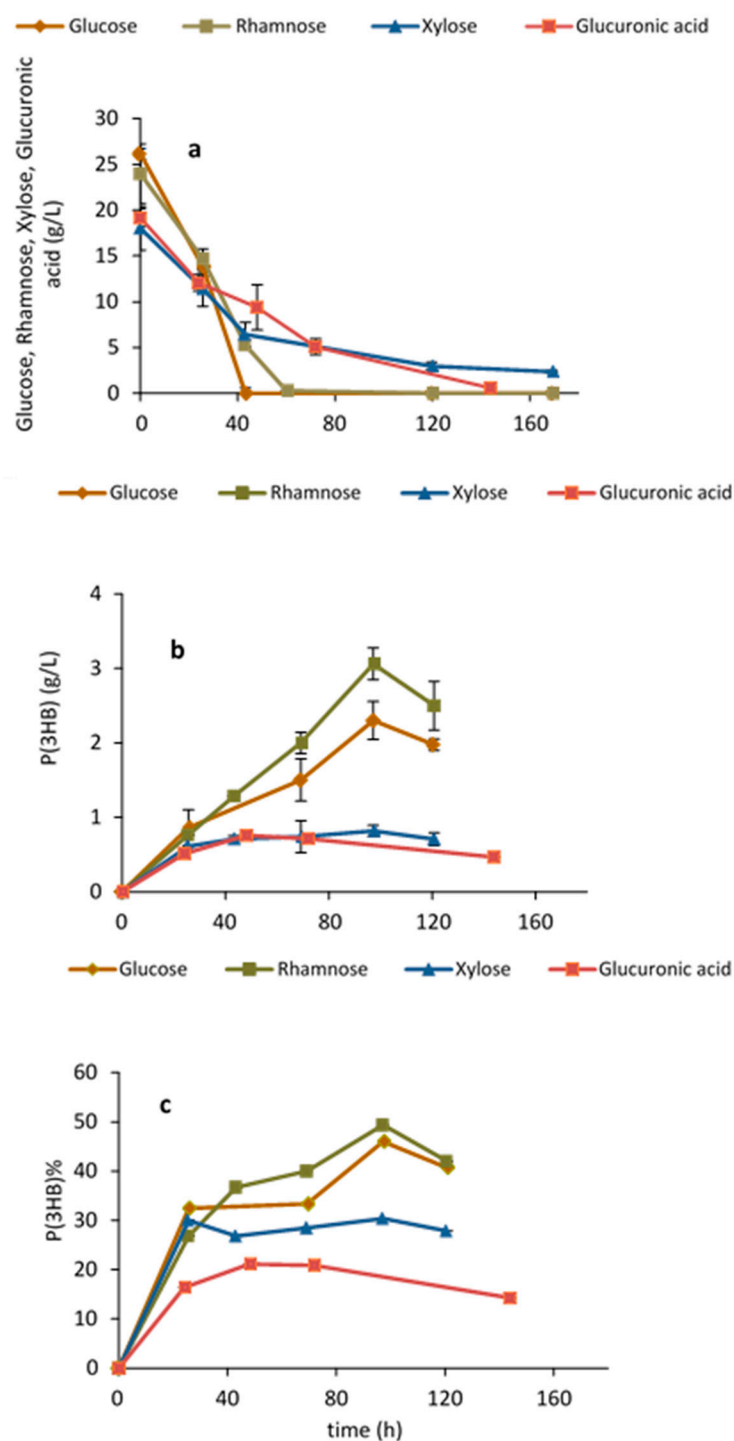 Glucose Rhamnose Xylose Glucuronic acid
Glucose, Rhamnose, Xylose, Glucuronic
acid (g/L)
a
30
25
20
15
10
5
0
0 40 80 120 160
Glucose Rhamnose Xylose Glucuronic acid
P(3HB) (g/L)
b
4
3
2
1
0
0 40 80 120 160
Glucose Rhamnose Xylose Glucuronic acid
P(3HB)%
c
60
50
40
30
20
10
0
0 40 80 120 160
time (h)